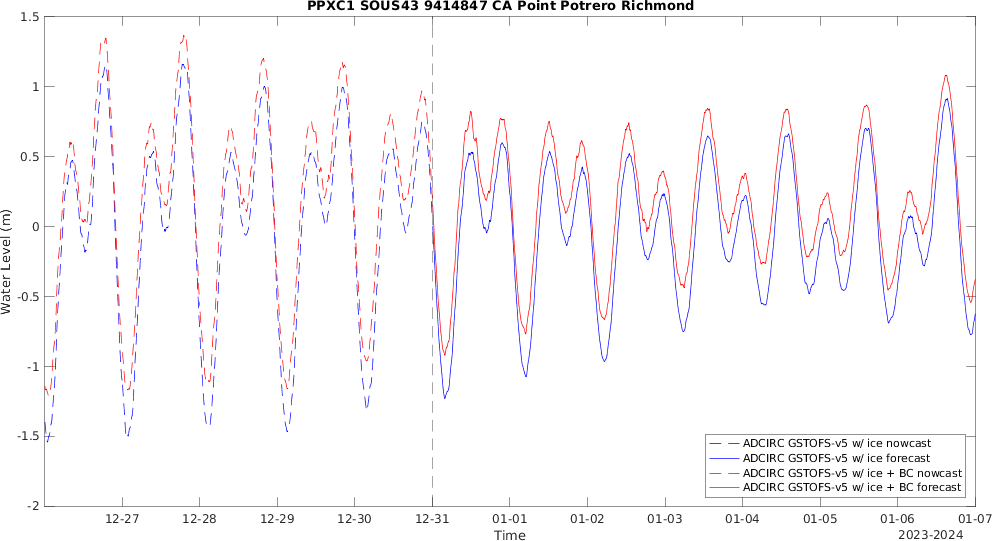 PPXC1 SOUS43 9414847 CA Point Potrero Richmond
Water Level (m)
1.5
1
0.5
0
-0.5
-1
-1.5
-2
ADCIRC GSTOFS-v5 w/ ice nowcast
ADCIRC GSTOFS-v5 w/ ice forecast
ADCIRC GSTOFS-v5 w/ ice + BC nowcast
ADCIRC GSTOFS-v5 w/ ice + BC forecast
12-27 12-28 12-29 12-30 12-31 01-01 01-02 01-03 01-04 01-05 01-06 01-07
Time
2023-2024